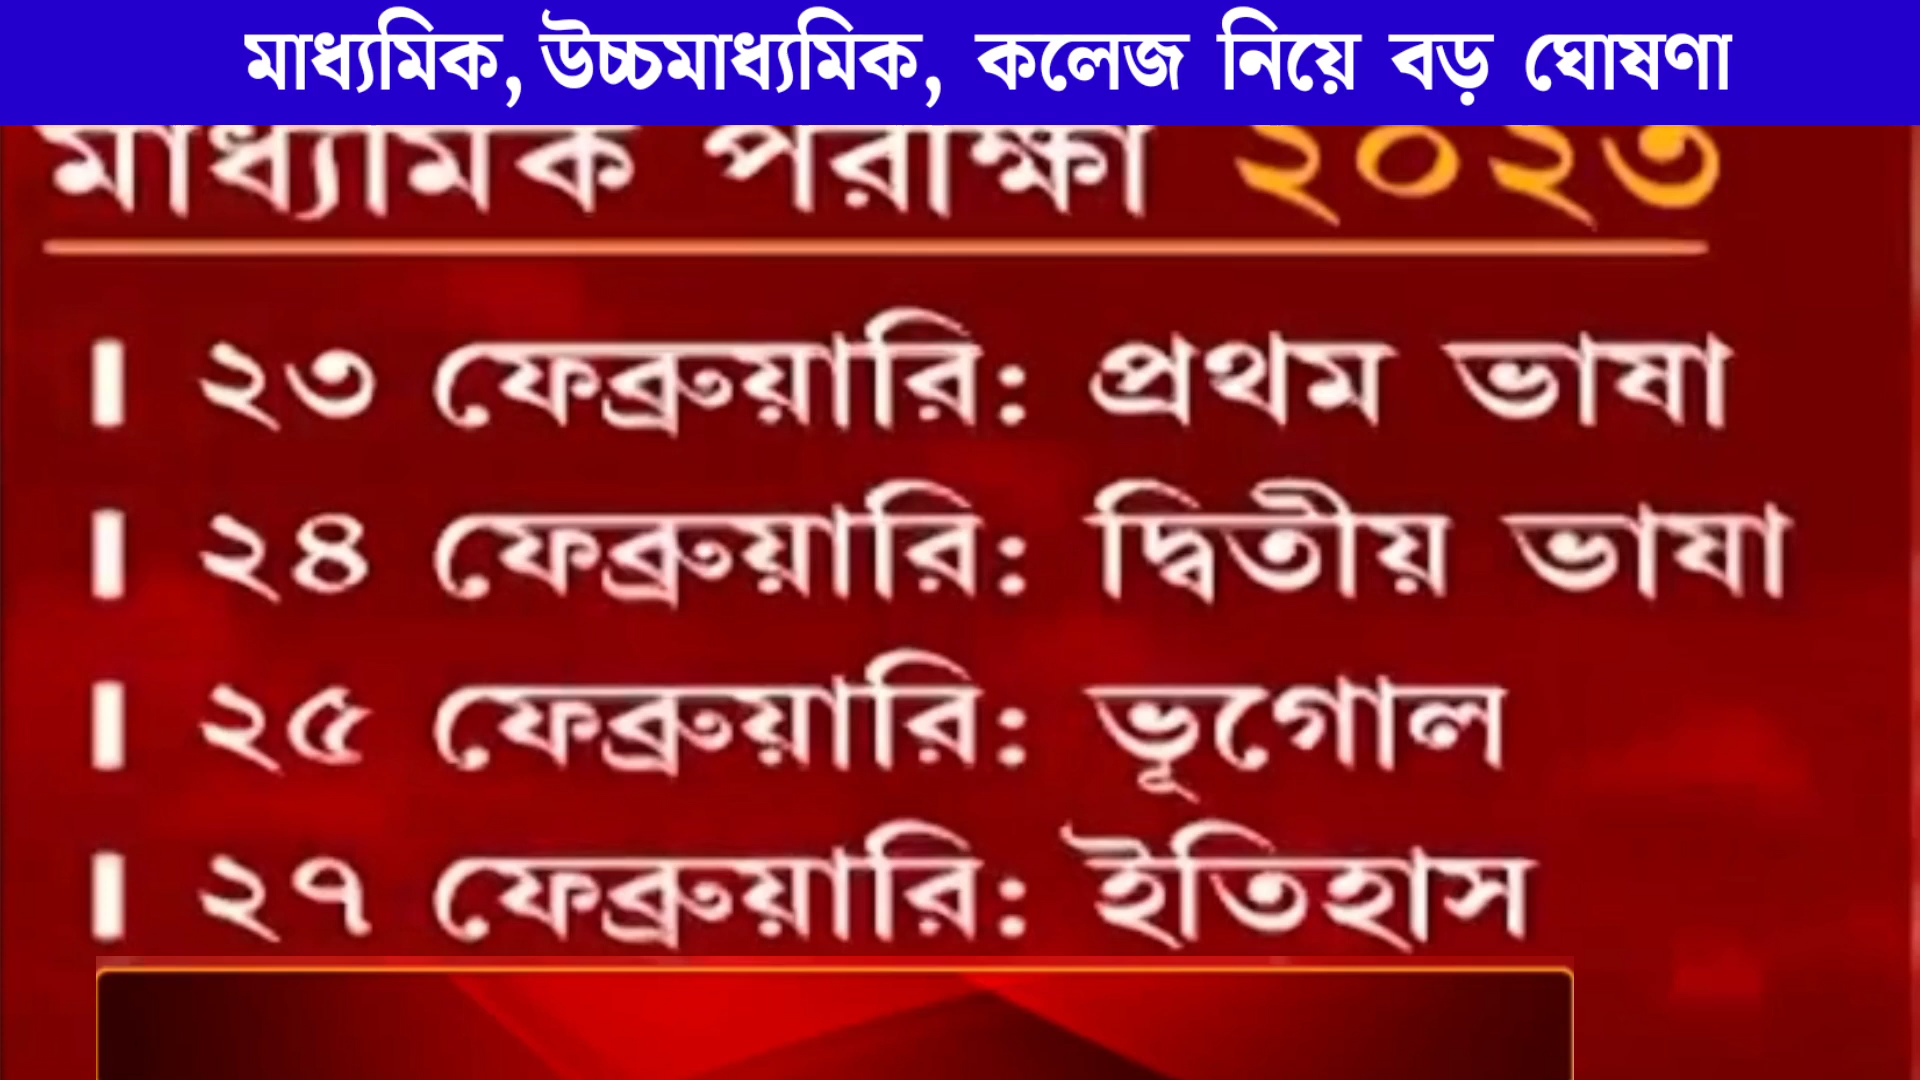 মাধ্যমিক, উচ্চমাধ্যমিক, কলেজ নিয়ে বড় ঘোষণা
মাধ্যমিক পরীক্ষা ২০২৩
২৩ ফেব্রুয়ারি: প্রথম ভাষা
২৪ ফেব্রুয়ারি: দ্বিতীয় ভাষা
২৫ ফেব্রুয়ারি: ভূগোল
২৭ ফেব্রুয়ারি: ইতিহাস